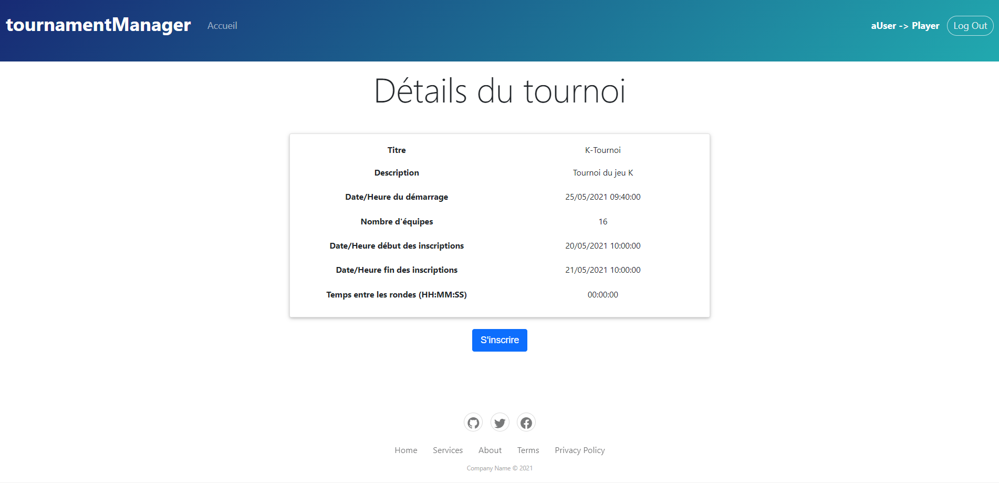 tournamentManager Accueil aUser -> Player Log Out
Détails du tournoi
Titre K-Tournoi
Description Tournoi du jeu K
Date/Heure du démarrage 25/05/2021 09:40:00
Nombre d'équipes 16
Date/Heure début des inscriptions 20/05/2021 10:00:00
Date/Heure fin des inscriptions 21/05/2021 10:00:00
Temps entre les rondes (HH:MM:SS) 00:00:00
S'inscrire
Home Services About Terms Privacy Policy
Company Name © 2021